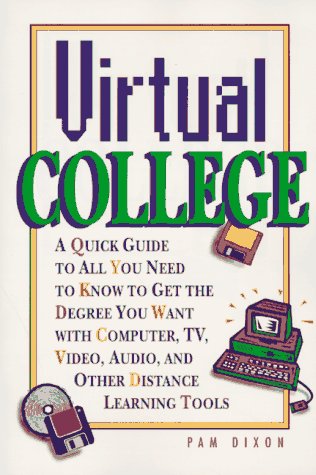 Virtual
COLLEGE
A QUICK GUIDE
TO ALL YOU NEED
TO KNOW TO GET THE
DEGREE YOU WANT
WITH COMPUTER, TV,
VIDEO, AUDIO, AND
OTHER DISTANCE
LEARNING TOOLS
PAM DIXON